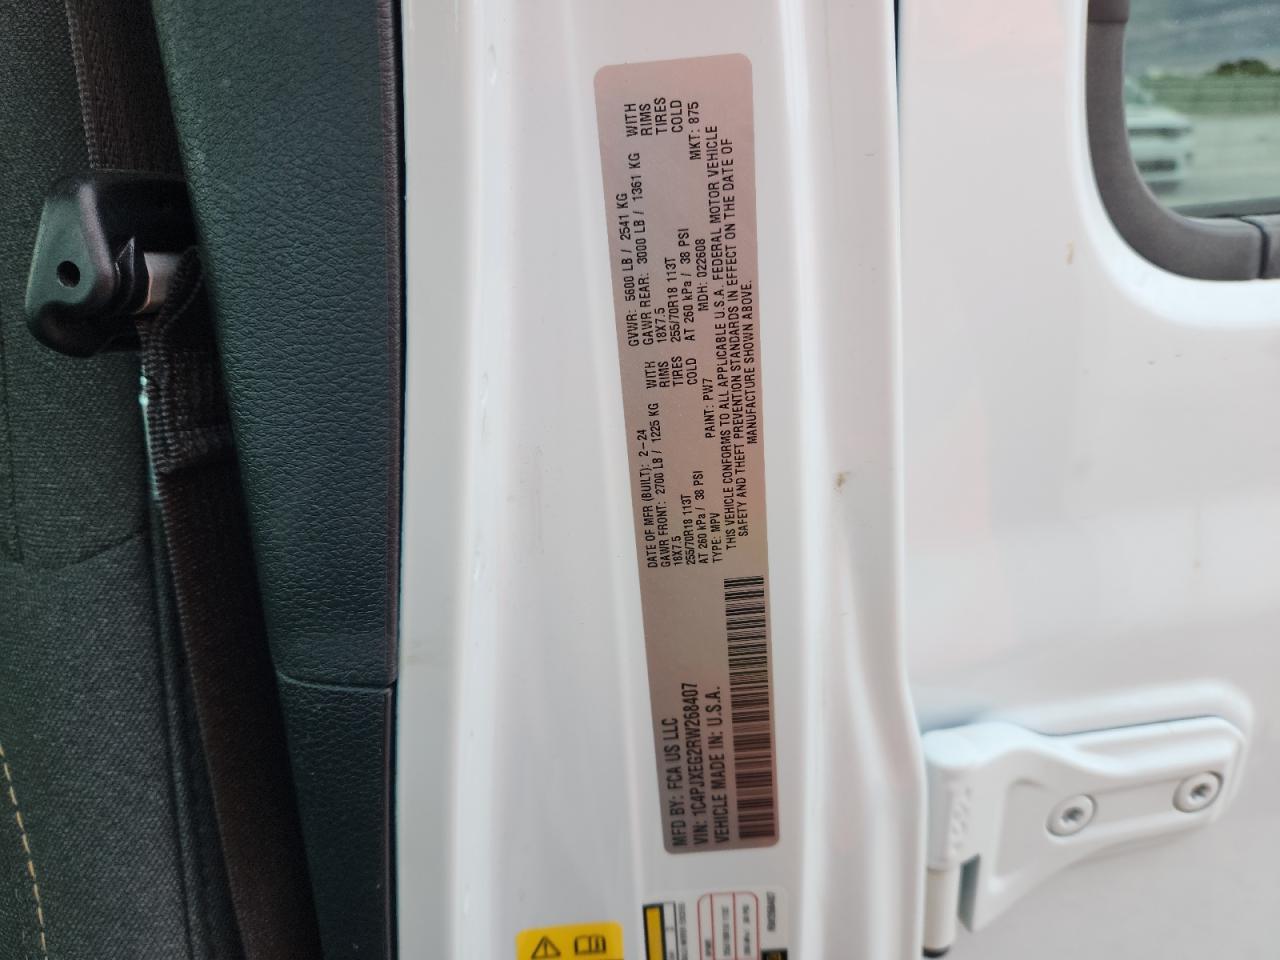 MFD BY: FCA US LLC
VIN: 1C4PJXEG2RW268407
VEHICLE MADE IN: U.S.A.
DATE OF MFR (BUILT): 2-24
GAWR FRONT: 2700 LB / 1225 KG WITH
18X7.5 RIMS
255/70R18 113T TIRES
AT 260 kPa / 38 PSI COLD
GVWR: 5600 LB / 2541 KG
GAWR REAR: 3000 LB / 1361 KG WITH
18X7.5 RIMS
255/70R18 113T TIRES
AT 260 kPa / 38 PSI COLD
TYPE: MPV PAINT: PW7 MDH: 022608 MKT: 875
THIS VEHICLE CONFORMS TO ALL APPLICABLE U.S.A. FEDERAL MOTOR VEHICLE
SAFETY AND THEFT PREVENTION STANDARDS IN EFFECT ON THE DATE OF
MANUFACTURE SHOWN ABOVE.